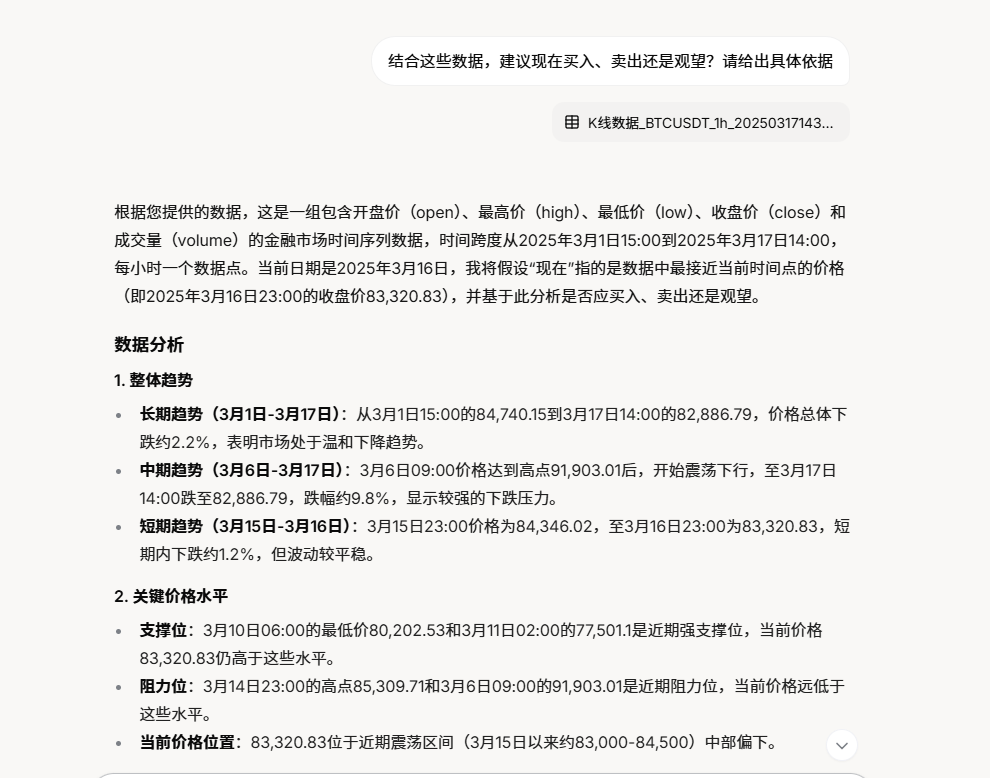 结合这些数据，建议现在买入、卖出还是观望？请给出具体依据
K线数据_BTCUSDT_1h_20250317143...
根据您提供的数据，这是一组包含开盘价（open）、最高价（high）、最低价（low）、收盘价（close）和
成交量（volume）的金融市场时间序列数据，时间跨度从2025年3月1日15:00到2025年3月17日14:00，
每小时一个数据点。当前日期是2025年3月16日，我将假设“现在”指的是数据中最接近当前时间点的价格
（即2025年3月16日23:00的收盘价83,320.83），并基于此分析是否应买入、卖出还是观望。
数据分析
1. 整体趋势
• 长期趋势（3月1日-3月17日）：从3月1日15:00的84,740.15到3月17日14:00的82,886.79，价格总体下
跌约2.2%，表明市场处于温和下降趋势。
• 中期趋势（3月6日-3月17日）：3月6日09:00价格达到高点91,903.01后，开始震荡下行，至3月17日
14:00跌至82,886.79，跌幅约9.8%，显示较强的下跌压力。
• 短期趋势（3月15日-3月16日）：3月15日23:00价格为84,346.02，至3月16日23:00为83,320.83，短
期内下跌约1.2%，但波动较平稳。
2. 关键价格水平
• 支撑位：3月10日06:00的最低价80,202.53和3月11日02:00的77,501.1是近期强支撑位，当前价格
83,320.83仍高于这些水平。
• 阻力位：3月14日23:00的高点85,309.71和3月6日09:00的91,903.01是近期阻力位，当前价格远低于
这些水平。
• 当前价格位置：83,320.83位于近期震荡区间（3月15日以来约83,000-84,500）中部偏下。